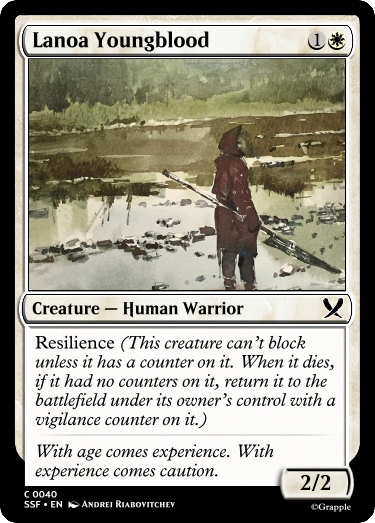 Lanoa Youngblood 1
Creature — Human Warrior
Resilience (This creature can't block
unless it has a counter on it. When it dies,
if it had no counters on it, return it to the
battlefield under its owner's control with a
vigilance counter on it.)
With age comes experience. With
experience comes caution.
2/2
C 0040
SSF • EN Andrei Riabovitchev
©Grapple